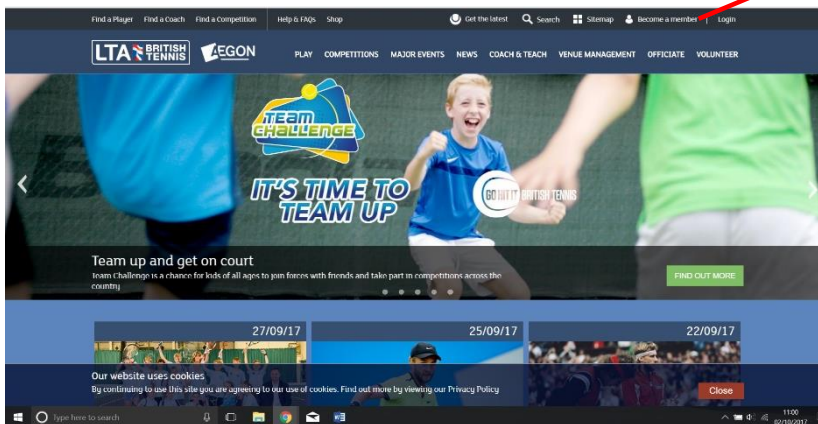 Find a Player Find a Coach Find a Competition Help & FAQs Shop Get the latest Search Sitemap Become a member | Login
LTA BRITISH TENNIS AEGON PLAY COMPETITIONS MAJOR EVENTS NEWS COACH & TEACH VENUE MANAGEMENT OFFICIATE VOLUNTEER
TEAM
CHALLENGE
IT'S TIME TO
TEAM UP
GO HIT IT BRITISH TENNIS
Team up and get on court
Team Challenge is a chance for kids of all ages to join forces with friends and take part in competitions across the
country
FIND OUT MORE
27/09/17 25/09/17 22/09/17
Our website uses cookies
By continuing to use this site you are agreeing to our use of cookies. Find out more by viewing our Privacy Policy
Close
Type here to search
11:00
02/10/2017